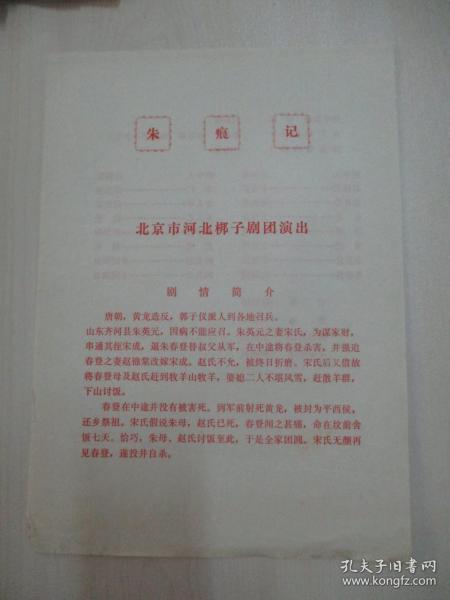 朱 痕 记
北京市河北梆子剧团演出
剧情简介
唐朝，黄龙造反，郭子仪派人到各地召兵。
山东齐河县朱英元，因病不能应召。朱英元之妻宋氏，为谋家财，
串通其侄宋成，逼朱春登替叔父从军，在中途将春登杀害，并强迫
春登之妻赵锦棠改嫁宋成。赵氏不允，被终日折磨。宋氏后又借故
将春登母及赵氏赶到牧羊山牧羊，婆媳二人不堪风雪，赶散羊群，
下山讨饭。
春登在中途并没有被害死，到军前射死黄龙，被封为平西侯，
还乡祭祖。宋氏假说朱母，赵氏已死，春登闻之甚痛，命在坟前舍
饭七天。恰巧，朱母、赵氏讨饭至此，于是全家团圆。宋氏无颜再
见春登，遂投井自杀。
孔夫子旧书网
www.kongfz.com